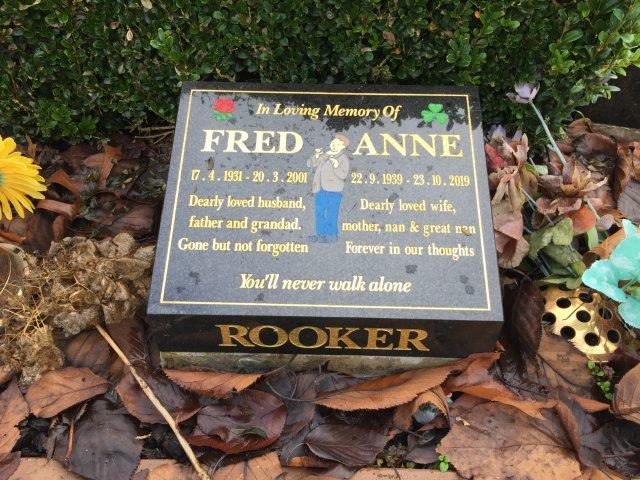 In Loving Memory Of
FRED ANNE
17.4.1931 - 20.3.2001 22.9.1939 - 23.10.2019
Dearly loved husband, Dearly loved wife,
father and grandad. mother, nan & great nan
Gone but not forgotten Forever in our thoughts
You'll never walk alone
ROOKER